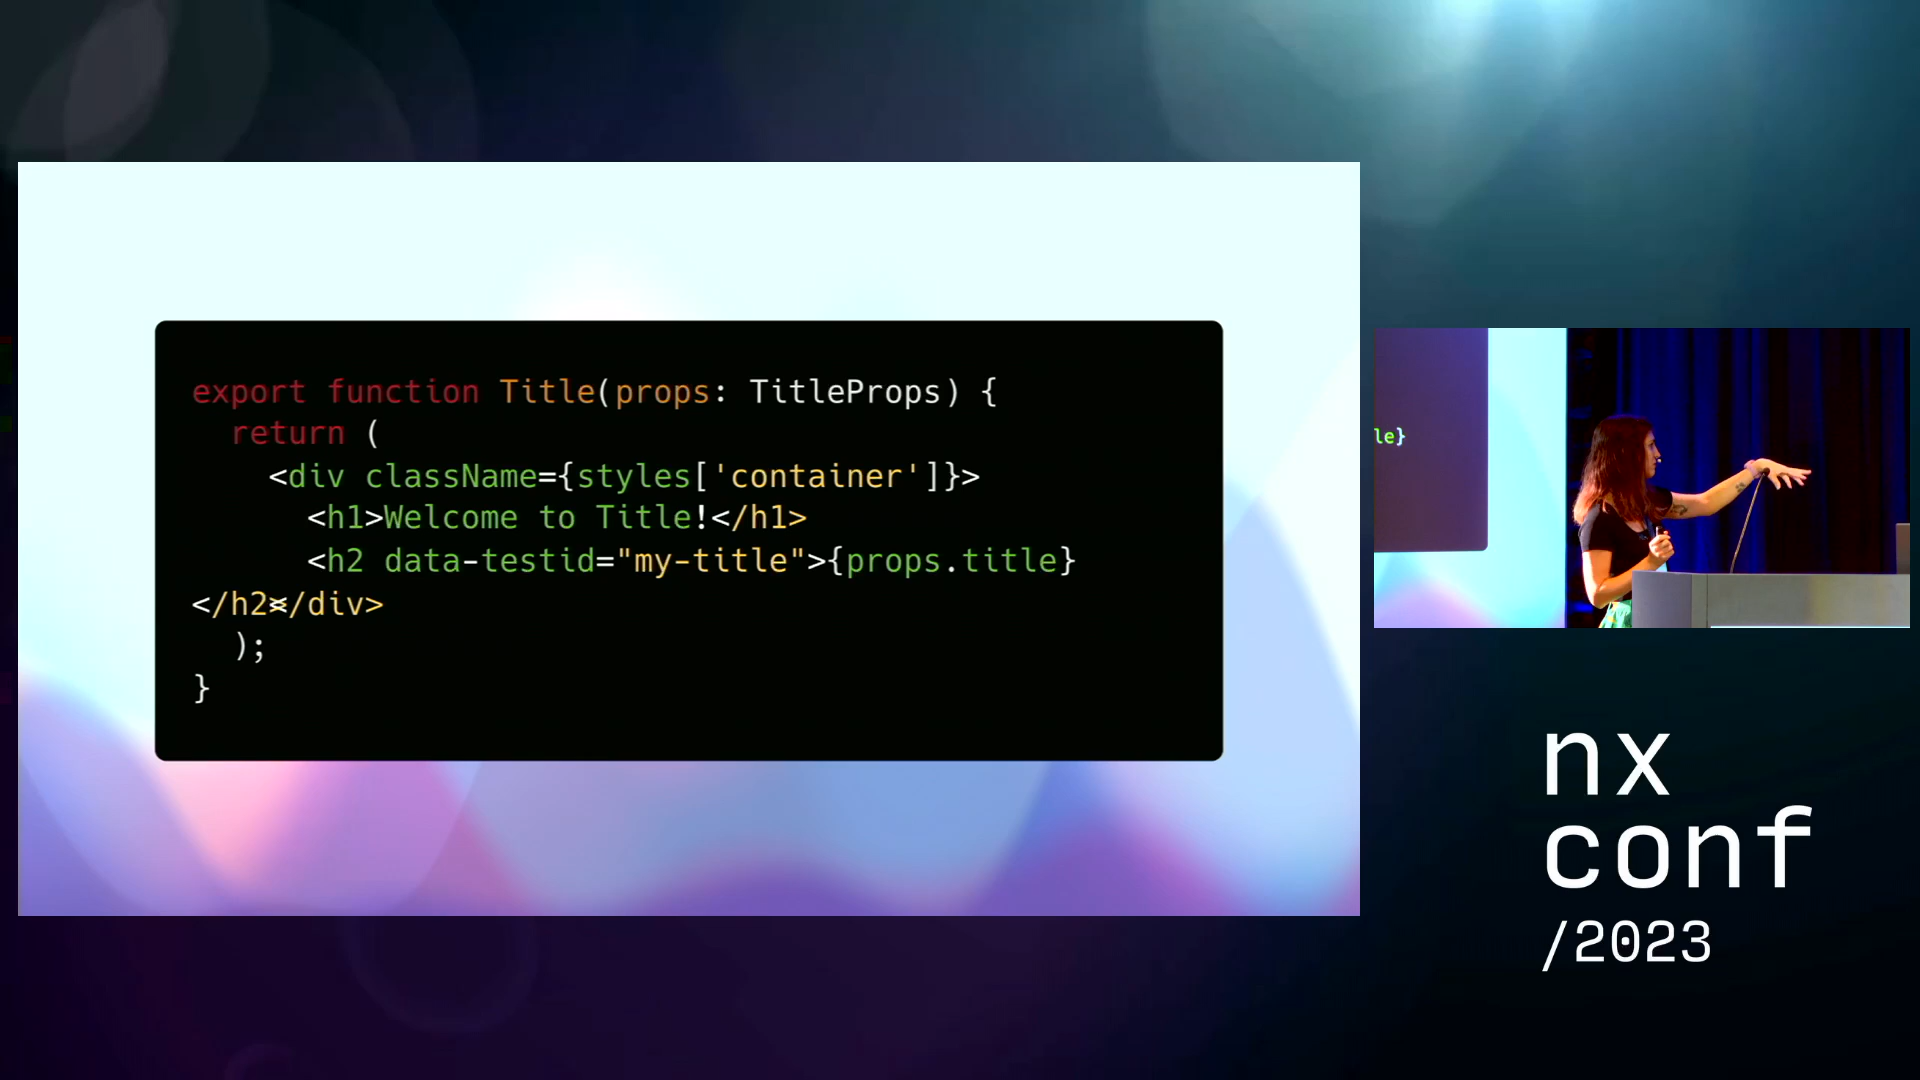 export function Title(props: TitleProps) {
return (
<div className={styles['container']}>
<h1>Welcome to Title!</h1>
<h2 data-testid="my-title">{props.title}
</h2></div>
);
}
le}
nx
conf
/2023